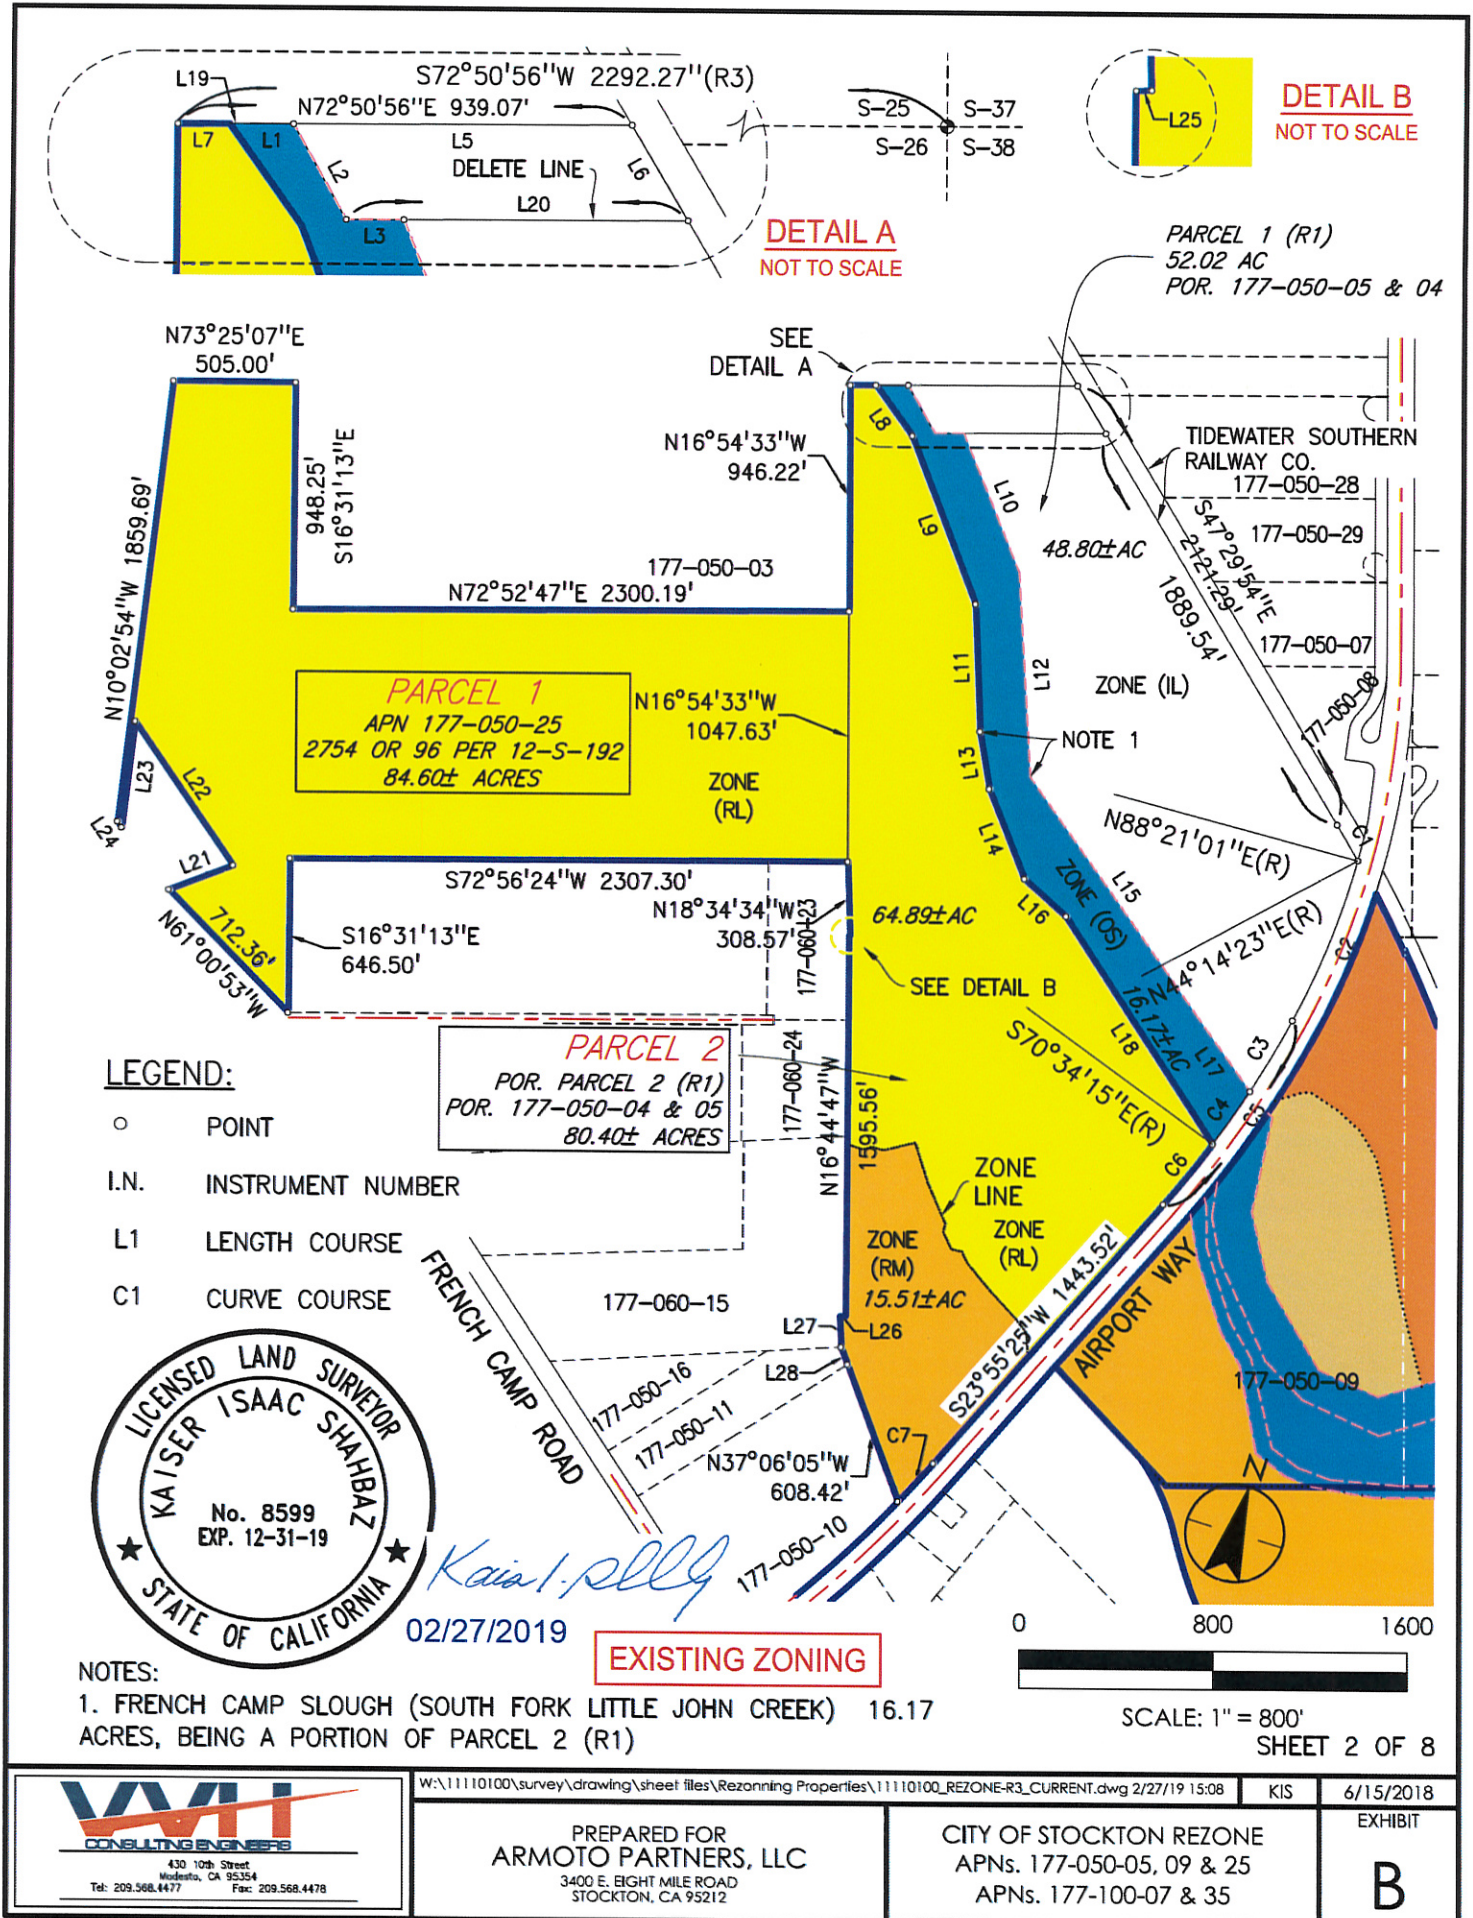 L19
S72°50'56"W 2292.27"(R3)
N72°50'56"E 939.07'
L7
L1
L2
L5
DELETE LINE
L6
L20
L3
DETAIL A
NOT TO SCALE
S-25
S-37
S-26
S-38
L25
DETAIL B
NOT TO SCALE
PARCEL 1 (R1)
52.02 AC
POR. 177-050-05 & 04
N73°25'07"E
505.00'
SEE
DETAIL A
N16°54'33"W
946.22'
L8
L9
L10
TIDEWATER SOUTHERN
RAILWAY CO.
177-050-28
177-050-29
948.25'
S16°31'13"E
N10°02'54"W 1859.69'
177-050-03
N72°52'47"E 2300.19'
48.80±AC
S47°29'54"E
2121.29'
1889.54'
177-050-07
177-050-08
L11
L12
ZONE (IL)
PARCEL 1
APN 177-050-25
2754 OR 96 PER 12-S-192
84.60± ACRES
N16°54'33"W
1047.63'
ZONE
(RL)
NOTE 1
L13
L14
L23
L22
L24
L21
N88°21'01"E(R)
C1
L15
ZONE (OS)
16.17±AC
L16
S72°56'24"W 2307.30'
N18°34'34"W
308.57'
177-060-23
64.89±AC
N44°14'23"E(R)
C2
712.36'
N61°00'53"W
S16°31'13"E
646.50'
SEE DETAIL B
S70°34'15"E(R)
L18
L17
C3
C4
C5
C6
PARCEL 2
POR. PARCEL 2 (R1)
POR. 177-050-04 & 05
80.40± ACRES
177-060-24
N16°44'47"W
1595.56'
LEGEND:
POINT
I.N. INSTRUMENT NUMBER
L1 LENGTH COURSE
C1 CURVE COURSE
ZONE
LINE
ZONE
(RL)
ZONE
(RM)
15.51±AC
FRENCH CAMP ROAD
177-060-15
L27
L26
L28
177-050-16
177-050-11
S23°55'25"W 1443.52'
AIRPORT WAY
177-050-09
C7
N37°06'05"W
608.42'
177-050-10
N
LICENSED LAND SURVEYOR
KAISER ISAAC SHAHBAZ
No. 8599
EXP. 12-31-19
STATE OF CALIFORNIA
02/27/2019
EXISTING ZONING
0 800 1600
SCALE: 1" = 800'
SHEET 2 OF 8
NOTES:
1. FRENCH CAMP SLOUGH (SOUTH FORK LITTLE JOHN CREEK) 16.17
ACRES, BEING A PORTION OF PARCEL 2 (R1)
VVH
CONSULTING ENGINEERS
430 10th Street
Modesto, CA 95354
Tel: 209.568.4477 Fax: 209.568.4478
W:\11110100\survey\drawing\sheet files\Rezonning Properties\11110100_REZONE-R3_CURRENT.dwg 2/27/19 15:08
KIS
6/15/2018
PREPARED FOR
ARMOTO PARTNERS, LLC
3400 E. EIGHT MILE ROAD
STOCKTON, CA 95212
CITY OF STOCKTON REZONE
APNs. 177-050-05, 09 & 25
APNs. 177-100-07 & 35
EXHIBIT
B